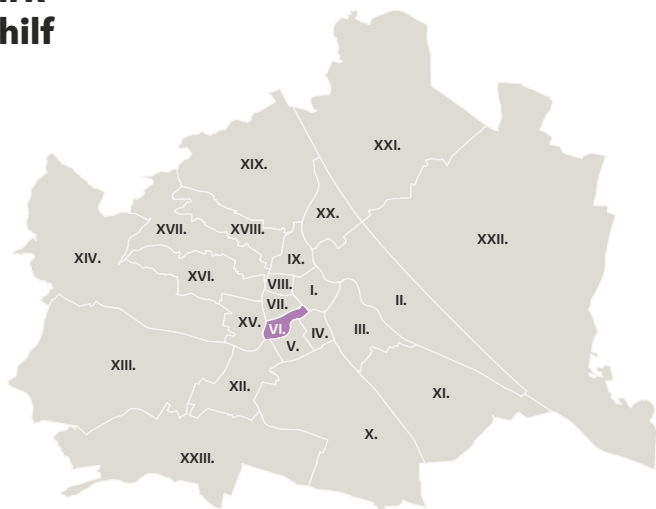 hilf
XXI.
XIX.
XX.
XVII.
XVIII.
XXII.
XIV.
IX.
XVI.
VIII.
I.
VII.
II.
XV.
VI.
IV.
III.
V.
XIII.
XII.
XI.
X.
XXIII.